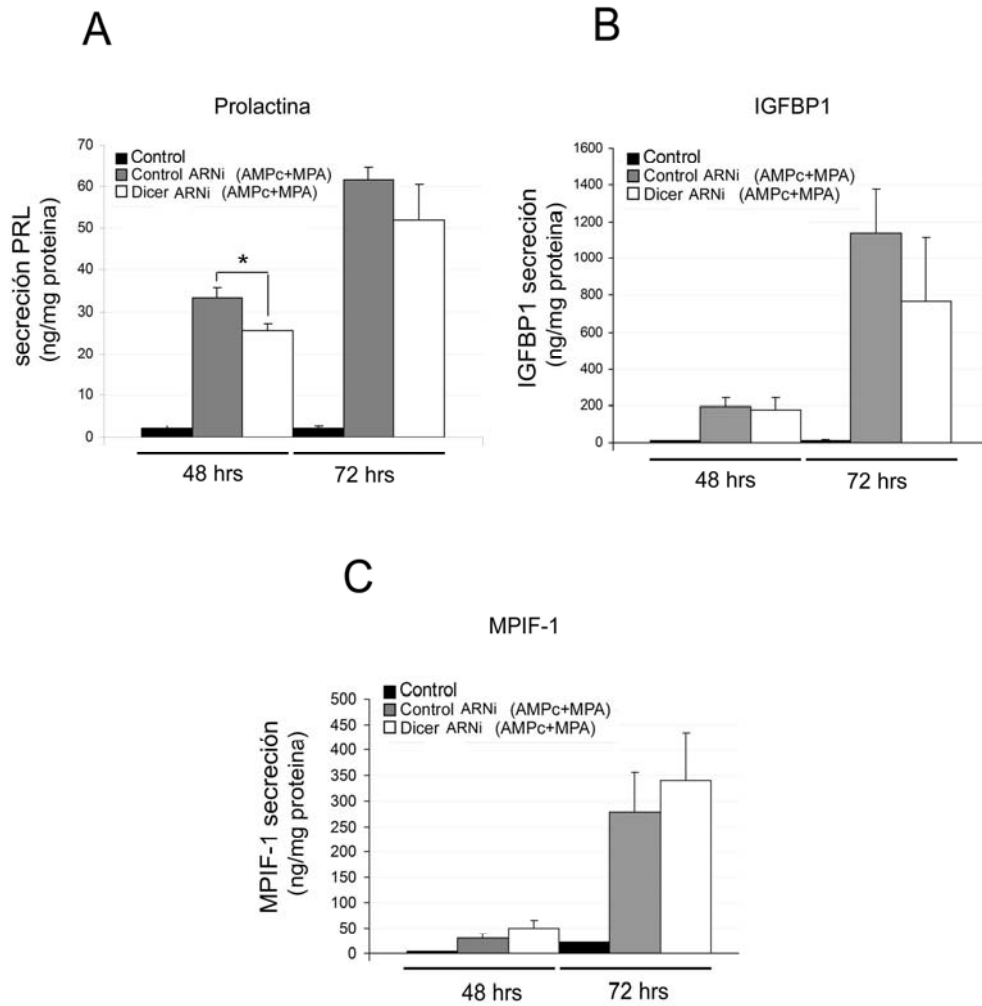 A
Prolactina
Control
Control ARNi (AMPc+MPA)
Dicer ARNi (AMPc+MPA)
secreción PRL
(ng/mg proteina)
70
60
50
40
30
20
10
0
*
48 hrs
72 hrs
B
IGFBP1
Control
Control ARNi (AMPc+MPA)
Dicer ARNi (AMPc+MPA)
IGFBP1 secreción
(ng/mg proteina)
1600
1400
1200
1000
800
600
400
200
0
48 hrs
72 hrs
C
MPIF-1
Control
Control ARNi (AMPc+MPA)
Dicer ARNi (AMPc+MPA)
MPIF-1 secreción
(ng/mg proteina)
500
450
400
350
300
250
200
150
100
50
0
48 hrs
72 hrs